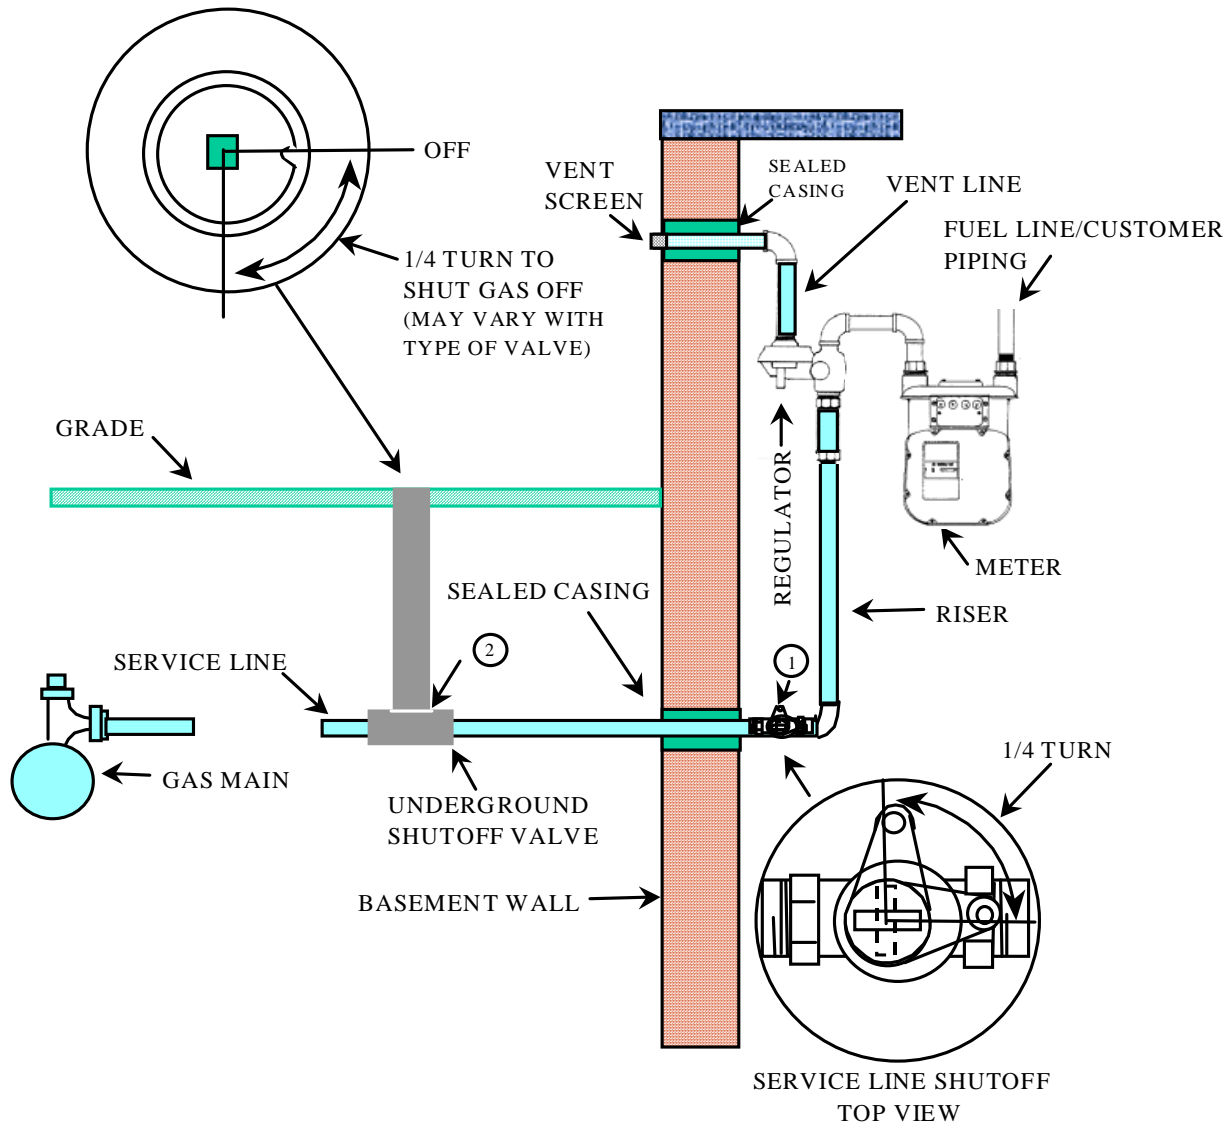 OFF
1/4 TURN TO
SHUT GAS OFF
(MAY VARY WITH
TYPE OF VALVE)
VENT
SCREEN
SEALED
CASING
VENT LINE
FUEL LINE/CUSTOMER
PIPING
GRADE
REGULATOR
METER
SEALED CASING
RISER
2
1
SERVICE LINE
GAS MAIN
UNDERGROUND
SHUTOFF VALVE
1/4 TURN
BASEMENT WALL
SERVICE LINE SHUTOFF
TOP VIEW